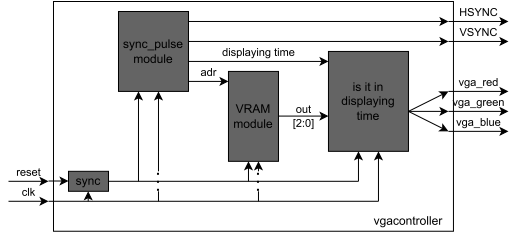 HSYNC
VSYNC
sync_pulse
module
displaying time
adr
VRAM
module
out
[2:0]
is it in
displaying
time
vga_red
vga_green
vga_blue
reset
sync
clk
vgacontroller